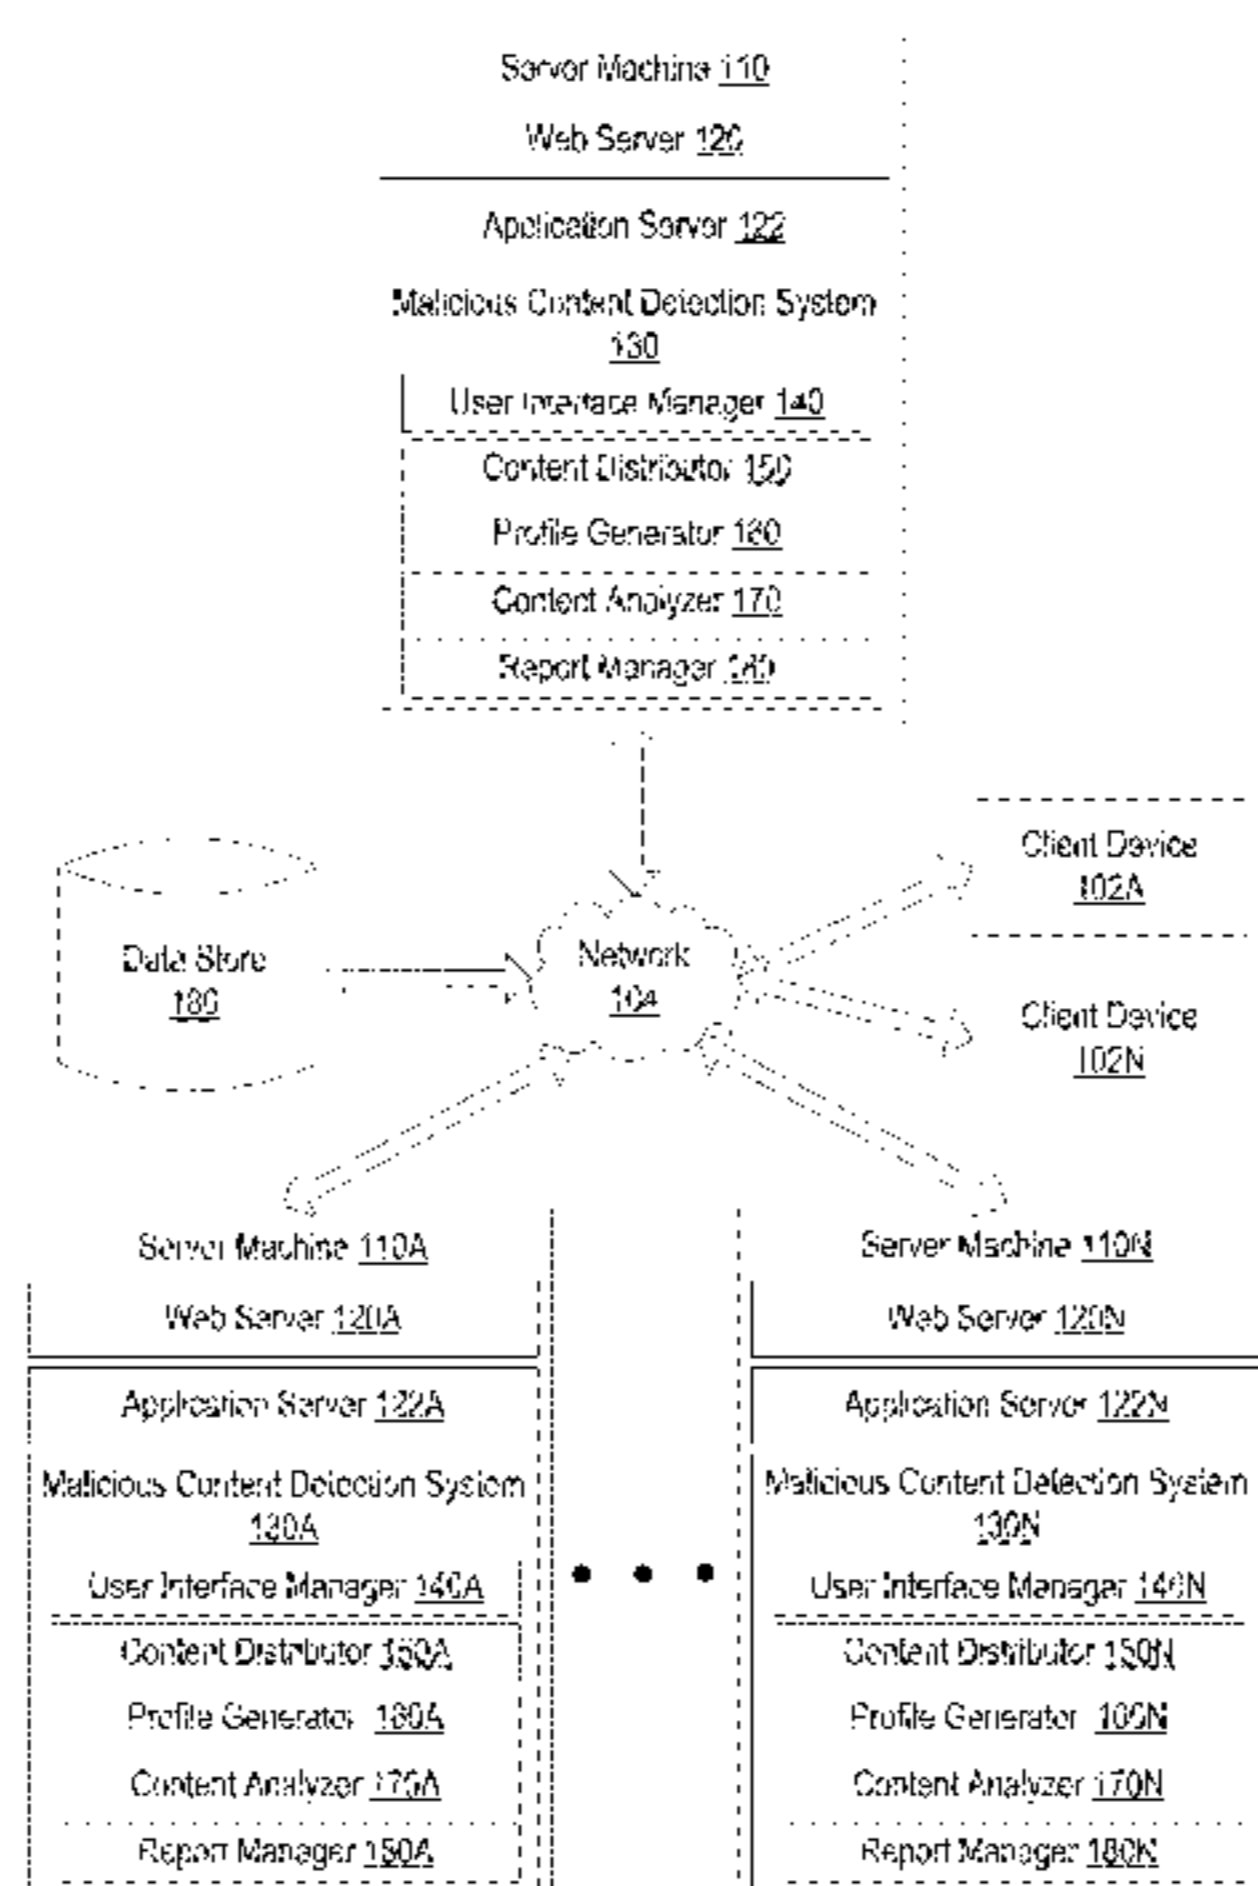 Server Machine 110
Web Server 120
Application Server 122
Malicious Content Detection System
130
User Interface Manager 140
Content Distributor 150
Profile Generator 160
Content Analyzer 170
Report Manager
Network
104
Client Device
102A
Data Store
Client Device
102N
Server Machine 110A
Web Server 120A
Application Server 122A
Malicious Content Detection System
130A
User Interface Manager 140A
Content Distributor 150A
Profile Generator 160A
Content Analyzer 170A
Report Manager
Server Machine 110N
Web Server 120N
Application Server 122N
Malicious Content Detection System
130N
User Interface Manager 140N
Content Distributor 150N
Profile Generator 160N
Content Analyzer 170N
Report Manager 180N